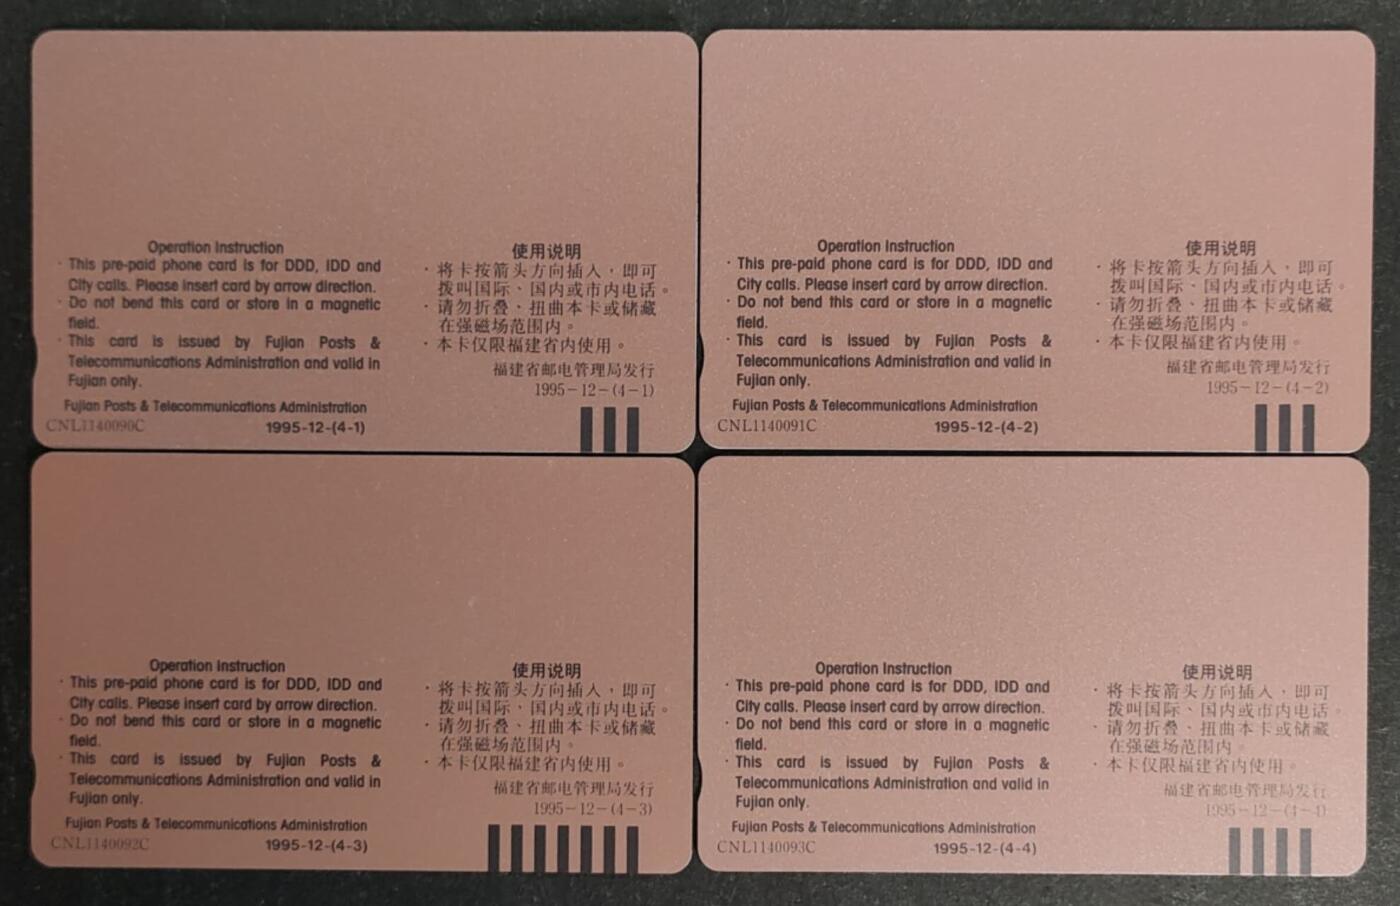 Operation Instruction
· This pre-paid phone card is for DDD, IDD and
City calls. Please insert card by arrow direction.
· Do not bend this card or store in a magnetic
field.
· This card is issued by Fujian Posts &
Telecommunications Administration and valid in
Fujian only.
Fujian Posts & Telecommunications Administration
CNL1140090C 1995-12-(4-1)
使用说明
· 将卡按箭头方向插入，即可
拨叫国际、国内或市内电话。
· 请勿折叠、扭曲本卡或储藏
在强磁场范围内。
· 本卡仅限福建省内使用。
福建省邮电管理局发行
1995-12-(4-1)
Operation Instruction
· This pre-paid phone card is for DDD, IDD and
City calls. Please insert card by arrow direction.
· Do not bend this card or store in a magnetic
field.
· This card is issued by Fujian Posts &
Telecommunications Administration and valid in
Fujian only.
Fujian Posts & Telecommunications Administration
CNL1140091C 1995-12-(4-2)
使用说明
· 将卡按箭头方向插入，即可
拨叫国际、国内或市内电话。
· 请勿折叠、扭曲本卡或储藏
在强磁场范围内。
· 本卡仅限福建省内使用。
福建省邮电管理局发行
1995-12-(4-2)
Operation Instruction
· This pre-paid phone card is for DDD, IDD and
City calls. Please insert card by arrow direction.
· Do not bend this card or store in a magnetic
field.
· This card is issued by Fujian Posts &
Telecommunications Administration and valid in
Fujian only.
Fujian Posts & Telecommunications Administration
CNL1140092C 1995-12-(4-3)
使用说明
· 将卡按箭头方向插入，即可
拨叫国际、国内或市内电话。
· 请勿折叠、扭曲本卡或储藏
在强磁场范围内。
· 本卡仅限福建省内使用。
福建省邮电管理局发行
1995-12-(4-3)
Operation Instruction
· This pre-paid phone card is for DDD, IDD and
City calls. Please insert card by arrow direction.
· Do not bend this card or store in a magnetic
field.
· This card is issued by Fujian Posts &
Telecommunications Administration and valid in
Fujian only.
Fujian Posts & Telecommunications Administration
CNL1140093C 1995-12-(4-4)
使用说明
· 将卡按箭头方向插入，即可
拨叫国际、国内或市内电话。
· 请勿折叠、扭曲本卡或储藏
在强磁场范围内。
· 本卡仅限福建省内使用。
福建省邮电管理局发行
1995-12-(4-4)